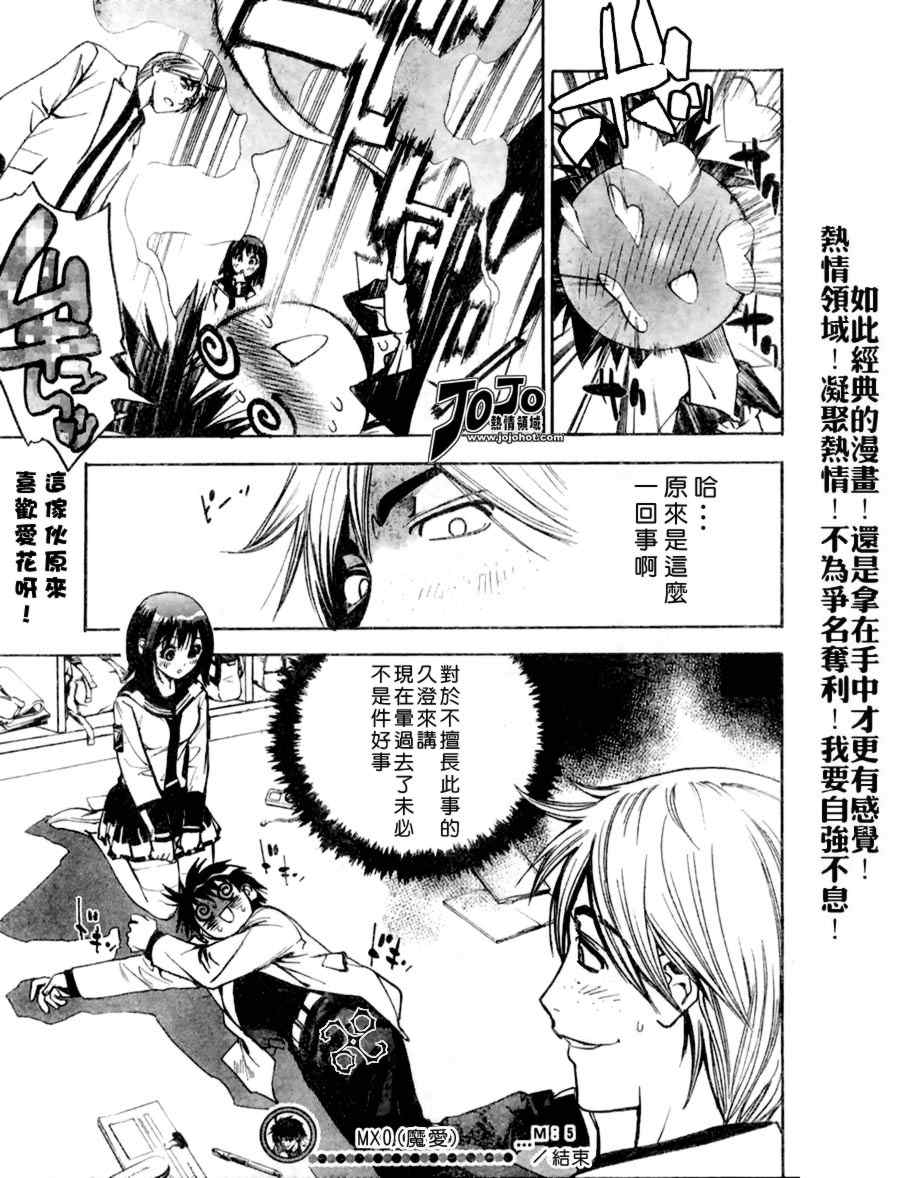 如此經典的漫畫！還是拿在手中才更有感覺！
熱情領域！凝聚熱情！不為爭名奪利！我要自強不息！
JOJO
熱情領域
www.jojohot.com
這傢伙原來
喜歡愛花呀！
哈…
原來是這麼
一回事啊
對於不擅長此事的
久澄來講
現在暈過去了未必
不是件好事
ドキ
ドキ
MX0(魔愛)
...M:5
／結束